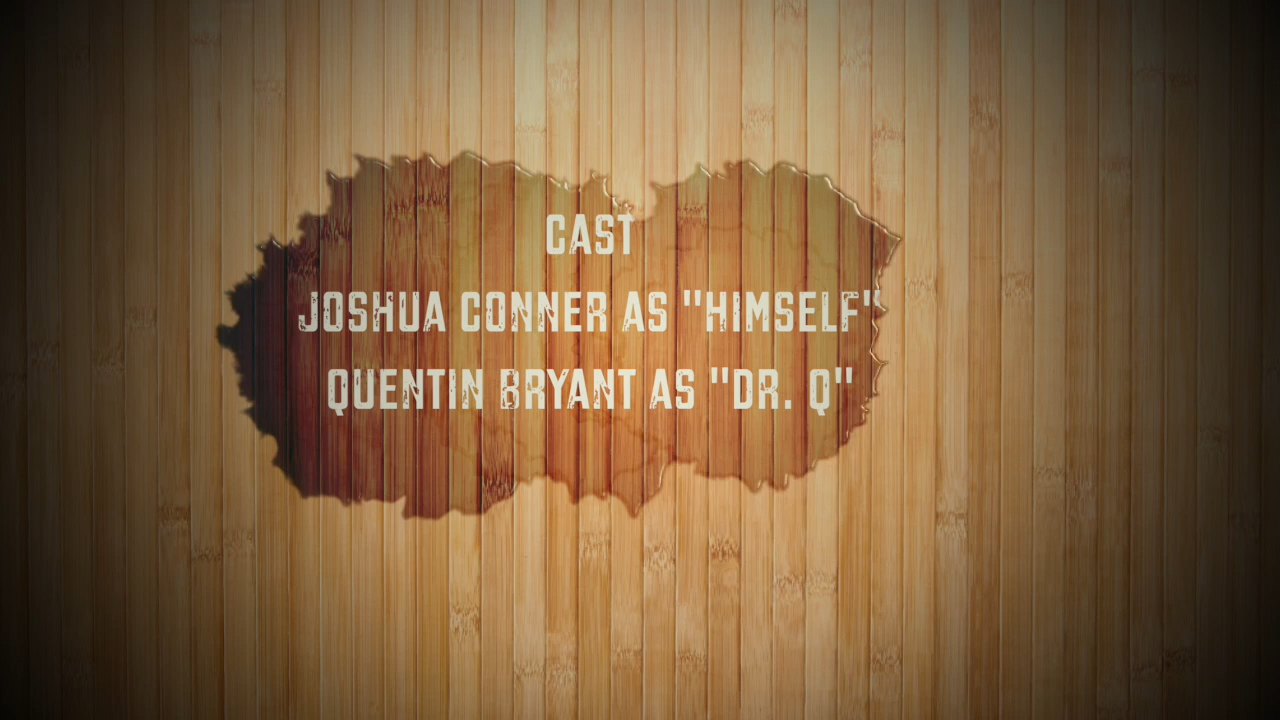 CAST
JOSHUA CONNER AS "HIMSELF"
QUENTIN BRYANT AS "DR. Q"